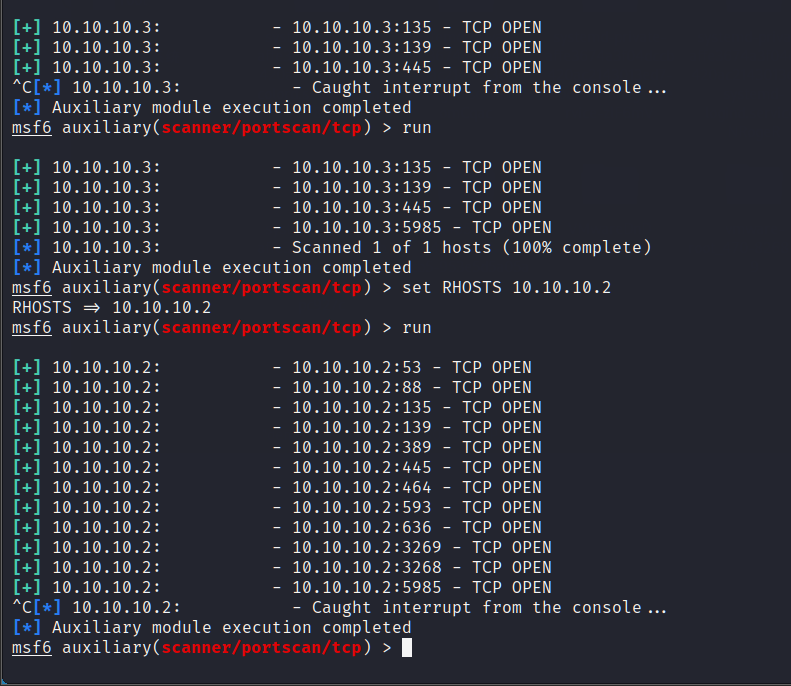 [+] 10.10.10.3:           - 10.10.10.3:135 - TCP OPEN
[+] 10.10.10.3:           - 10.10.10.3:139 - TCP OPEN
[+] 10.10.10.3:           - 10.10.10.3:445 - TCP OPEN
^C[*] 10.10.10.3:           - Caught interrupt from the console...
[*] Auxiliary module execution completed
msf6 auxiliary(scanner/portscan/tcp) > run
[+] 10.10.10.3:           - 10.10.10.3:135 - TCP OPEN
[+] 10.10.10.3:           - 10.10.10.3:139 - TCP OPEN
[+] 10.10.10.3:           - 10.10.10.3:445 - TCP OPEN
[+] 10.10.10.3:           - 10.10.10.3:5985 - TCP OPEN
[*] 10.10.10.3:           - Scanned 1 of 1 hosts (100% complete)
[*] Auxiliary module execution completed
msf6 auxiliary(scanner/portscan/tcp) > set RHOSTS 10.10.10.2
RHOSTS => 10.10.10.2
msf6 auxiliary(scanner/portscan/tcp) > run
[+] 10.10.10.2:           - 10.10.10.2:53 - TCP OPEN
[+] 10.10.10.2:           - 10.10.10.2:88 - TCP OPEN
[+] 10.10.10.2:           - 10.10.10.2:135 - TCP OPEN
[+] 10.10.10.2:           - 10.10.10.2:139 - TCP OPEN
[+] 10.10.10.2:           - 10.10.10.2:389 - TCP OPEN
[+] 10.10.10.2:           - 10.10.10.2:445 - TCP OPEN
[+] 10.10.10.2:           - 10.10.10.2:464 - TCP OPEN
[+] 10.10.10.2:           - 10.10.10.2:593 - TCP OPEN
[+] 10.10.10.2:           - 10.10.10.2:636 - TCP OPEN
[+] 10.10.10.2:           - 10.10.10.2:3269 - TCP OPEN
[+] 10.10.10.2:           - 10.10.10.2:3268 - TCP OPEN
[+] 10.10.10.2:           - 10.10.10.2:5985 - TCP OPEN
^C[*] 10.10.10.2:           - Caught interrupt from the console...
[*] Auxiliary module execution completed
msf6 auxiliary(scanner/portscan/tcp) >